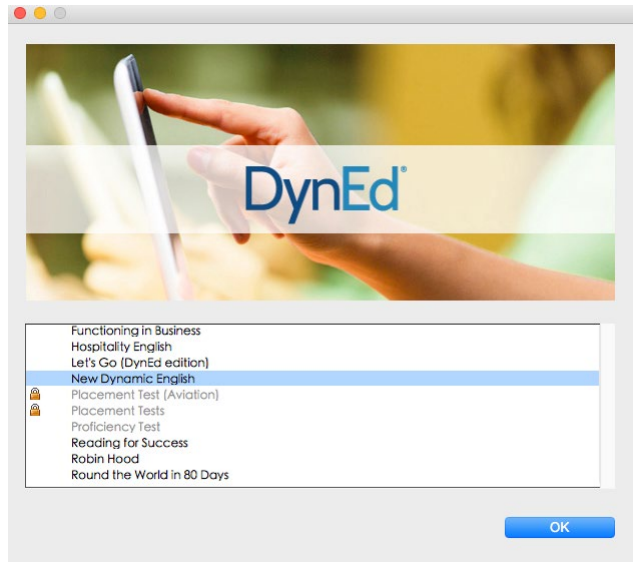 DynEd®
Functioning in Business
Hospitality English
Let's Go (DynEd edition)
New Dynamic English
Placement Test (Aviation)
Placement Tests
Proficiency Test
Reading for Success
Robin Hood
Round the World in 80 Days
OK